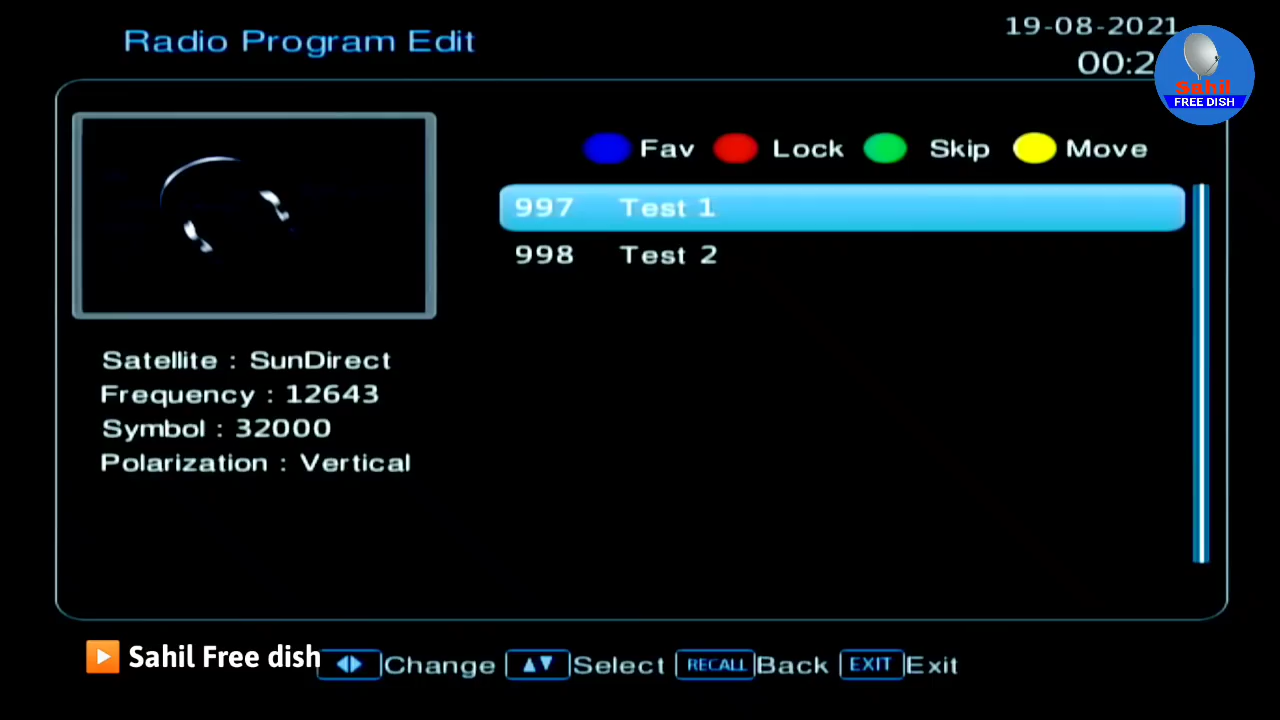 Radio Program Edit
19-08-2021
00:2
Sahil
FREE DISH
Fav Lock Skip Move
997 Test 1
998 Test 2
Satellite : SunDirect
Frequency : 12643
Symbol : 32000
Polarization : Vertical
Sahil Free dish
Change Select RECALL Back EXIT Exit